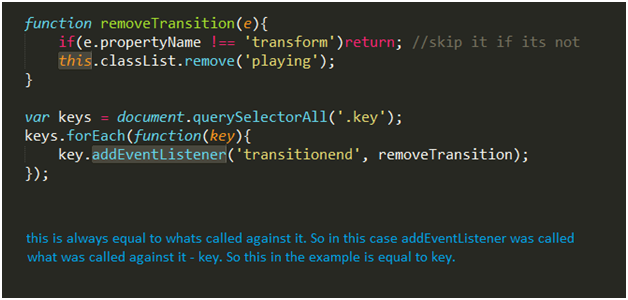 function removeTransition(e){
if(e.propertyName !== 'transform')return; //skip it if its not
this.classList.remove('playing');
}
var keys = document.querySelectorAll('.key');
keys.forEach(function(key){
key.addEventListener('transitionend', removeTransition);
});
this is always equal to whats called against it. So in this case addEventListener was called
what was called against it - key. So this in the example is equal to key.